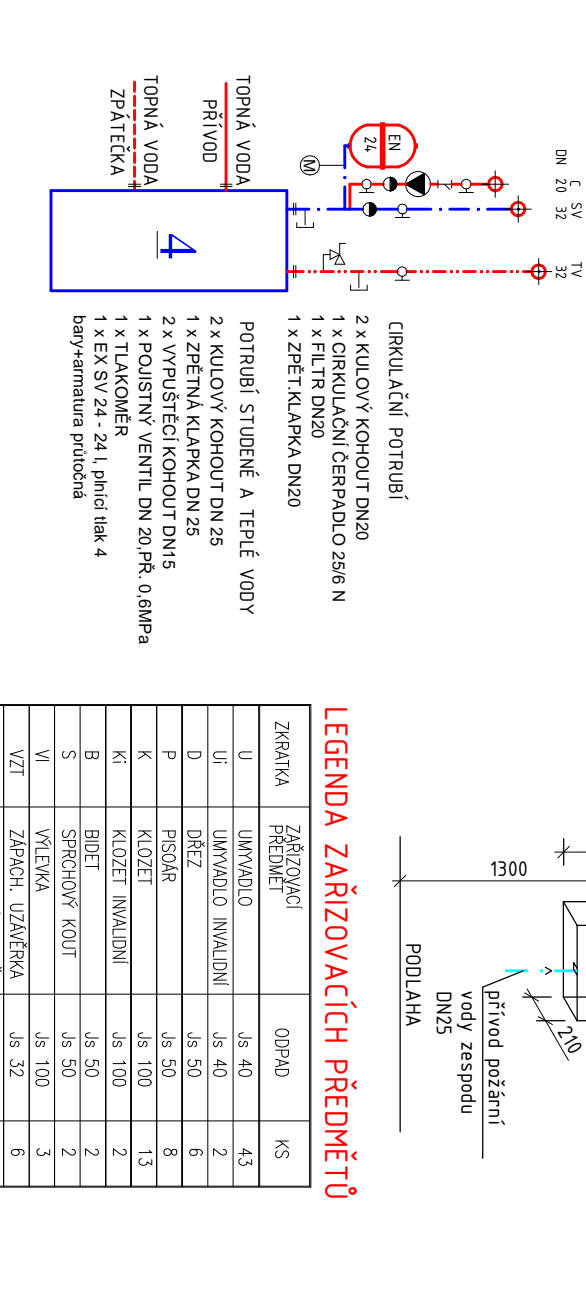 DN
C
20
SV
32
TV
32
EN
24
M
TOPNÁ VODA
PŘÍVOD
TOPNÁ VODA
ZPÁTEČKA
4
CIRKULAČNÍ POTRUBÍ
2 x KULOVÝ KOHOUT DN20
1 x CIRKULAČNÍ ČERPADLO 25/6 N
1 x FILTR DN20
1 x ZPĚT.KLAPKA DN20
POTRUBÍ STUDENÉ A TEPLÉ VODY
2 x KULOVÝ KOHOUT DN 25
1 x ZPĚTNÁ KLAPKA DN 25
2 x VYPUŠTĚCÍ KOHOUT DN15
1 x POJISTNÝ VENTIL DN 20,PŘ. 0,6MPa
1 x TLAKOMĚR
1 x EX SV 24 - 24 l, plnící tlak 4
bary+armatura průtočná
1300
210
PODLAHA
přívod požární
vody zespodu
DN25
LEGENDA ZAŘIZOVACÍCH PŘEDMĚTŮ
ZKRATKA ZAŘIZOVACÍ PŘEDMĚT ODPAD KS
U UMYVADLO Js 40 43
Ui UMYVADLO INVALIDNÍ Js 40 2
D DŘEZ Js 50 6
P PISOÁR Js 50 8
K KLOZET Js 100 13
Ki KLOZET INVALIDNÍ Js 100 2
B BIDET Js 50 2
S SPRCHOVÝ KOUT Js 50 2
Vl VÝLEVKA Js 100 3
VZT ZÁPACH. UZÁVĚRKA Js 32 6